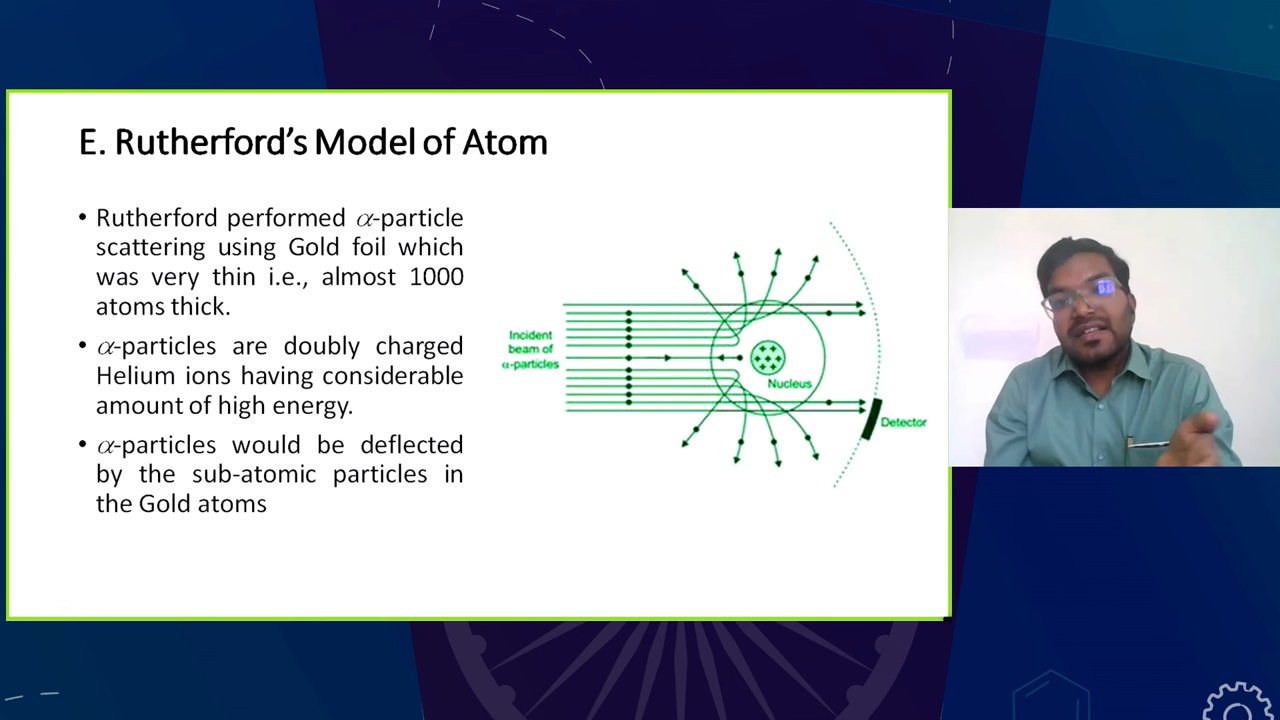 E. Rutherford’s Model of Atom
• Rutherford performed α-particle
scattering using Gold foil which
was very thin i.e., almost 1000
atoms thick.
• α-particles are doubly charged
Helium ions having considerable
amount of high energy.
• α-particles would be deflected
by the sub-atomic particles in
the Gold atoms
Incident
beam of
α-particles
Nucleus
Detector